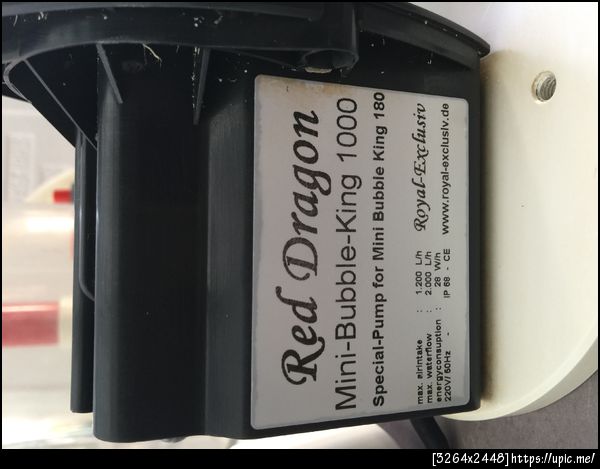 Red Dragon
Mini-Bubble-King 1000
Special-Pump for Mini Bubble King 180
max. airintake : 1.200 L/h
max. waterflow : 2.000 L/h
energyconsuption : 28 W/h
220V/ 50Hz - IP 68 - CE
Royal-Exclusiv
www.royal-exclusiv.de
[3264x2448]https://upic.me/